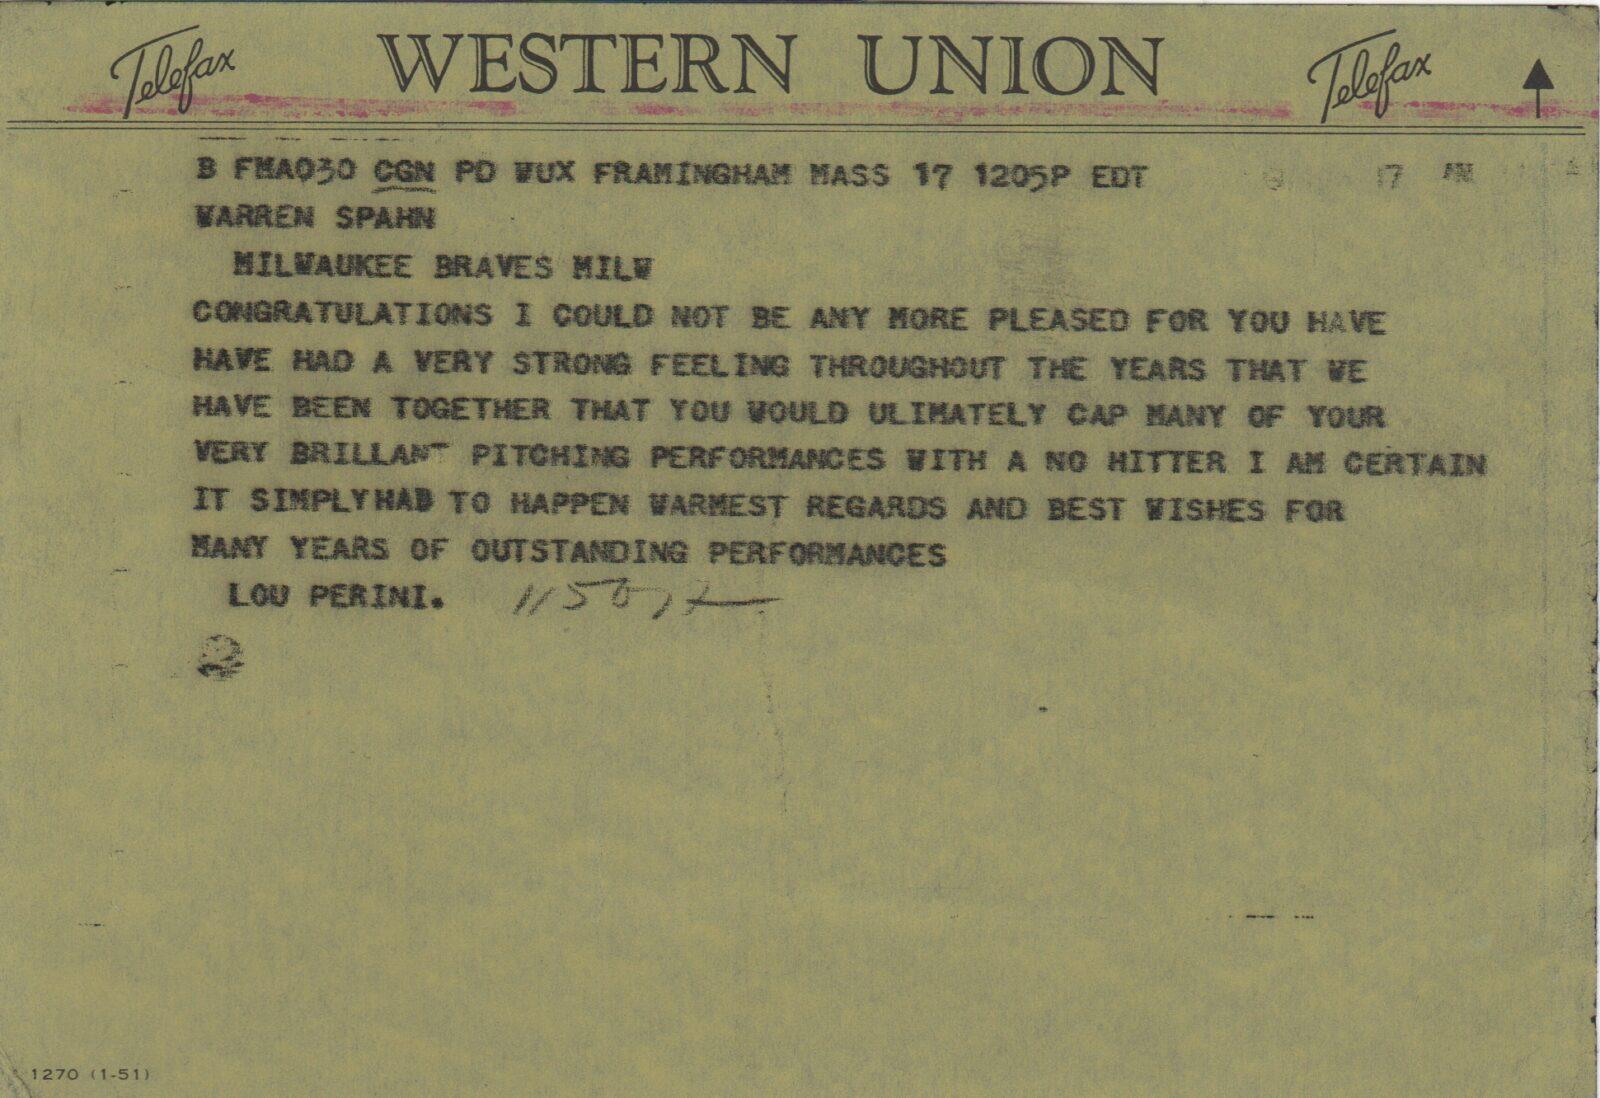 Telefax WESTERN UNION Telefax
B FMA030 CGN PD WUX FRAMINGHAM MASS 17 1205P EDT 17
WARREN SPAHN
MILWAUKEE BRAVES MILW
CONGRATULATIONS I COULD NOT BE ANY MORE PLEASED FOR YOU HAVE
HAVE HAD A VERY STRONG FEELING THROUGHOUT THE YEARS THAT WE
HAVE BEEN TOGETHER THAT YOU WOULD ULIMATELY CAP MANY OF YOUR
VERY BRILLANT PITCHING PERFORMANCES WITH A NO HITTER I AM CERTAIN
IT SIMPLYHAD TO HAPPEN WARMEST REGARDS AND BEST WISHES FOR
MANY YEARS OF OUTSTANDING PERFORMANCES
LOU PERINI.
1270 (1-51)